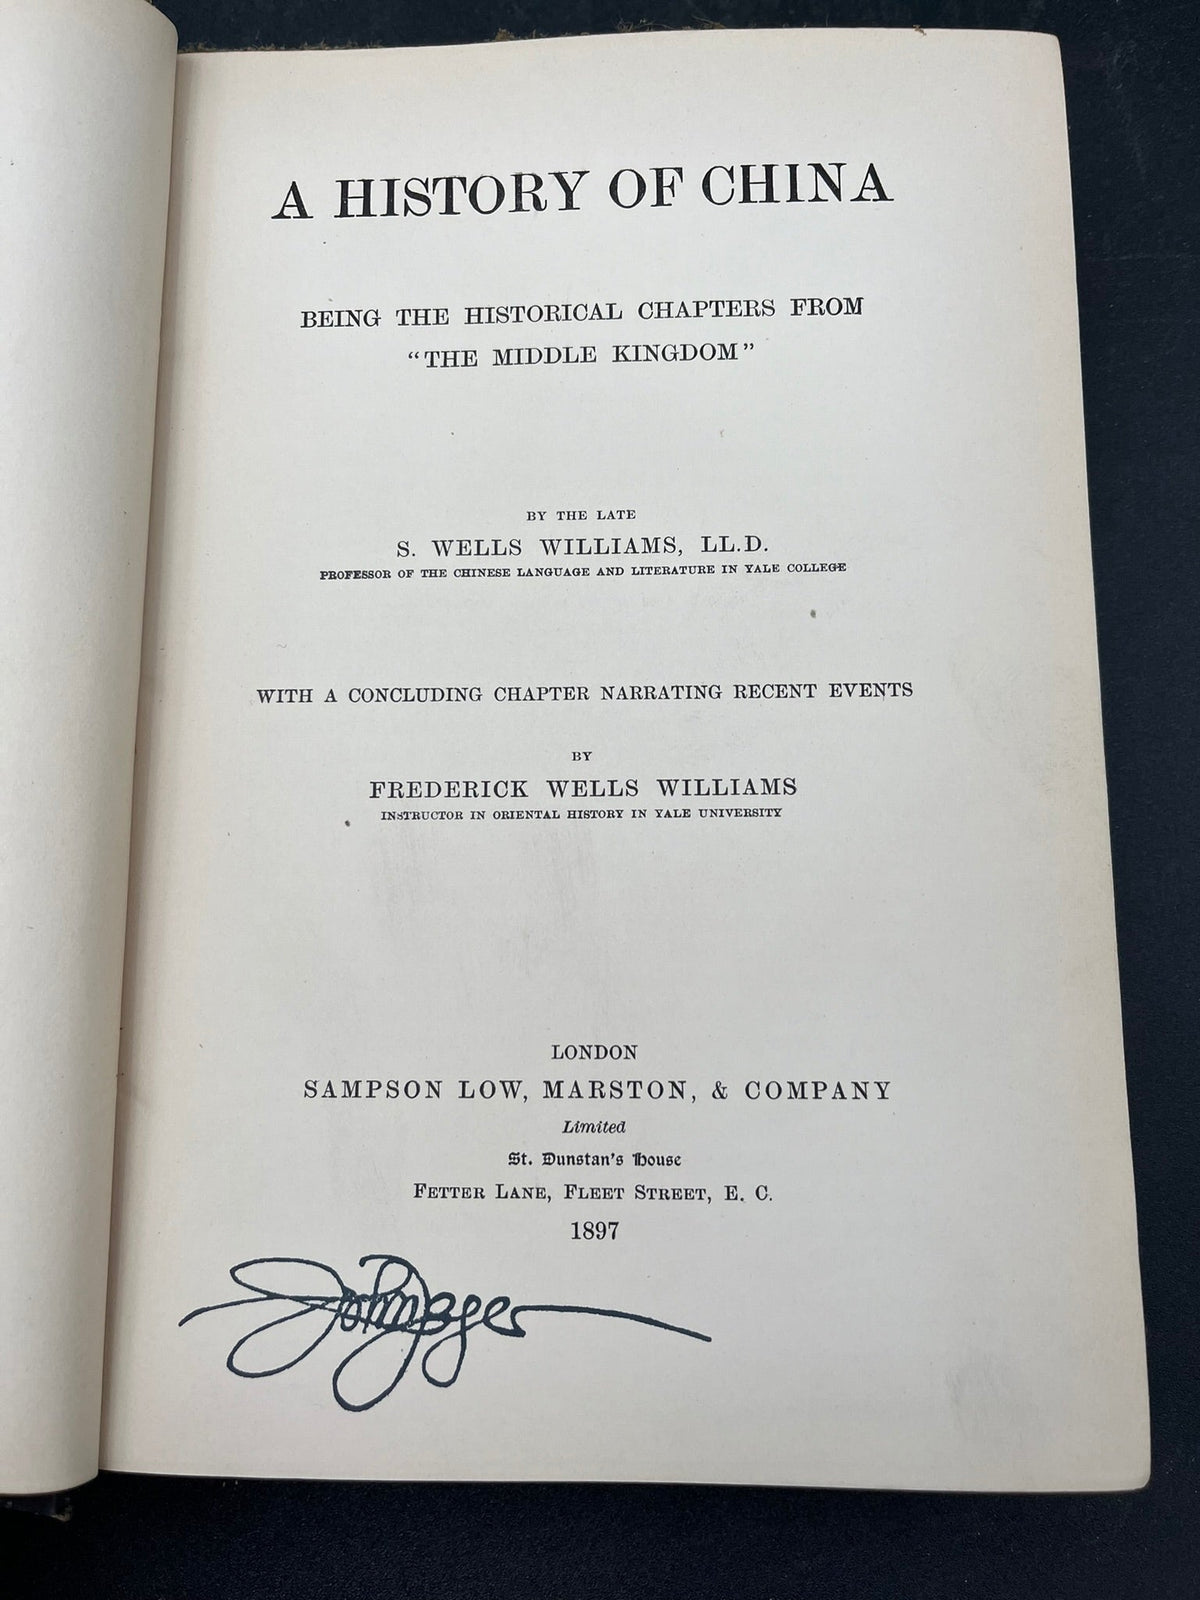 A HISTORY OF CHINA
BEING THE HISTORICAL CHAPTERS FROM
“THE MIDDLE KINGDOM”
BY THE LATE
S. WELLS WILLIAMS, LL.D.
PROFESSOR OF THE CHINESE LANGUAGE AND LITERATURE IN YALE COLLEGE
WITH A CONCLUDING CHAPTER NARRATING RECENT EVENTS
BY
FREDERICK WELLS WILLIAMS
INSTRUCTOR IN ORIENTAL HISTORY IN YALE UNIVERSITY
LONDON
SAMPSON LOW, MARSTON, & COMPANY
Limited
St. Dunstan's House
FETTER LANE, FLEET STREET, E. C.
1897
John